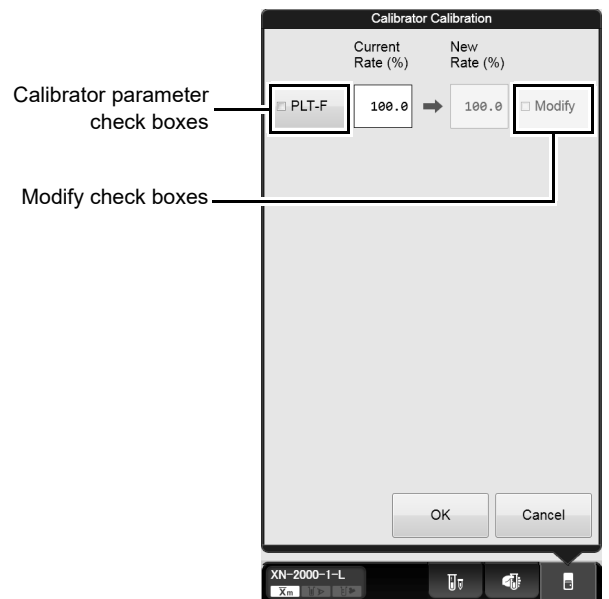 Calibrator Calibration
Current
Rate (%)
New
Rate (%)
Calibrator parameter
check boxes
PLT-F
100.0
100.0
Modify
Modify check boxes
OK
Cancel
XN-2000-1-L
Xm